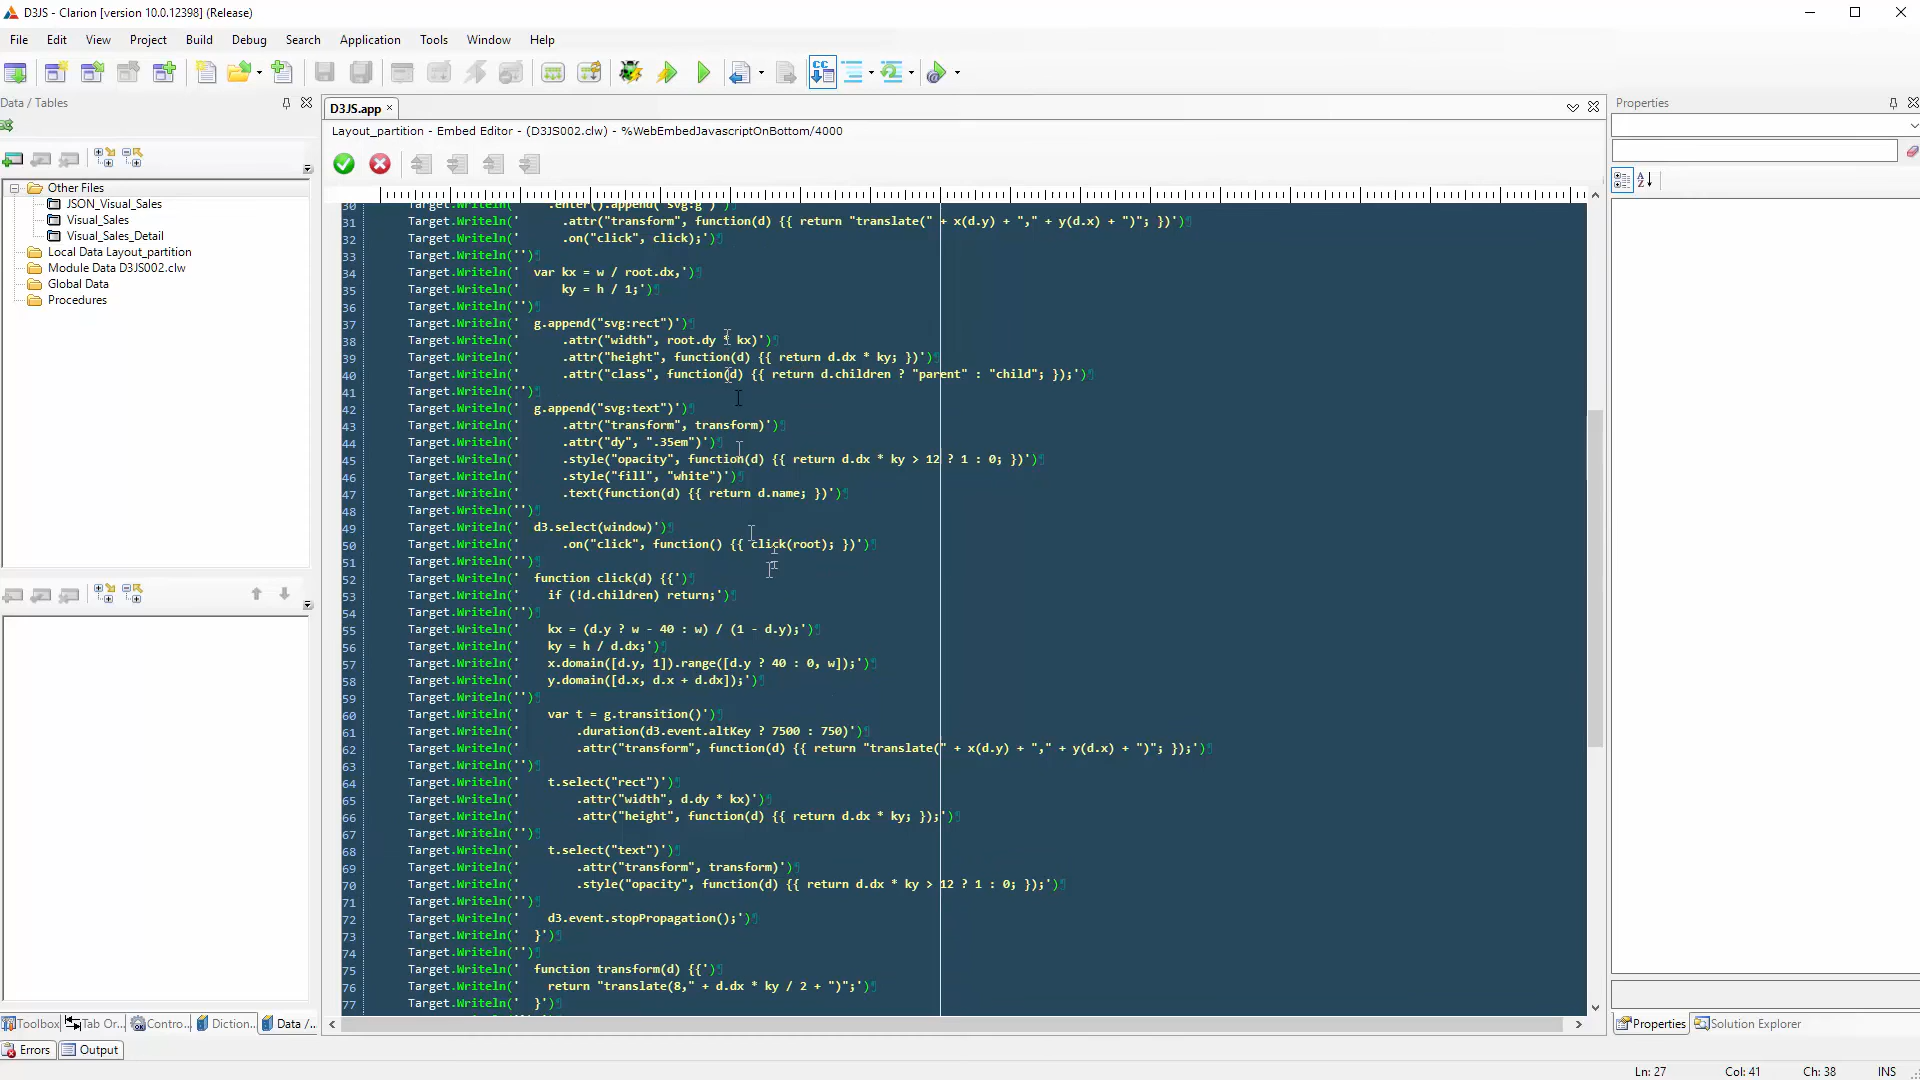 D3JS - Clarion [version 10.0.12398] (Release)
File Edit View Project Build Debug Search Application Tools Window Help
Data / Tables
D3JS.app
Properties
Layout_partition - Embed Editor - (D3JS002.clw) - %WebEmbedJavascriptOnBottom/4000
Other Files
JSON_Visual_Sales
Visual_Sales
Visual_Sales_Detail
Local Data Layout_partition
Module Data D3JS002.clw
Global Data
Procedures
30 Target.Writeln('      .enter().append("svg:g")')
31 Target.Writeln('      .attr("transform", function(d) {{ return "translate(" + x(d.y) + "," + y(d.x) + ")"; })')
32 Target.Writeln('      .on("click", click);')
33 Target.Writeln('')
34 Target.Writeln('  var kx = w / root.dx,')
35 Target.Writeln('      ky = h / 1;')
36 Target.Writeln('')
37 Target.Writeln('  g.append("svg:rect")')
38 Target.Writeln('      .attr("width", root.dy * kx)')
39 Target.Writeln('      .attr("height", function(d) {{ return d.dx * ky; })')
40 Target.Writeln('      .attr("class", function(d) {{ return d.children ? "parent" : "child"; });')
41 Target.Writeln('')
42 Target.Writeln('  g.append("svg:text")')
43 Target.Writeln('      .attr("transform", transform)')
44 Target.Writeln('      .attr("dy", ".35em")')
45 Target.Writeln('      .style("opacity", function(d) {{ return d.dx * ky > 12 ? 1 : 0; })')
46 Target.Writeln('      .style("fill", "white")')
47 Target.Writeln('      .text(function(d) {{ return d.name; })')
48 Target.Writeln('')
49 Target.Writeln('  d3.select(window)')
50 Target.Writeln('      .on("click", function() {{ click(root); })')
51 Target.Writeln('')
52 Target.Writeln('  function click(d) {{')
53 Target.Writeln('    if (!d.children) return;')
54 Target.Writeln('')
55 Target.Writeln('    kx = (d.y ? w - 40 : w) / (1 - d.y);')
56 Target.Writeln('    ky = h / d.dx;')
57 Target.Writeln('    x.domain([d.y, 1]).range([d.y ? 40 : 0, w]);')
58 Target.Writeln('    y.domain([d.x, d.x + d.dx]);')
59 Target.Writeln('')
60 Target.Writeln('    var t = g.transition()')
61 Target.Writeln('        .duration(d3.event.altKey ? 7500 : 750)')
62 Target.Writeln('        .attr("transform", function(d) {{ return "translate(" + x(d.y) + "," + y(d.x) + ")"; });')
63 Target.Writeln('')
64 Target.Writeln('    t.select("rect")')
65 Target.Writeln('        .attr("width", d.dy * kx)')
66 Target.Writeln('        .attr("height", function(d) {{ return d.dx * ky; });')
67 Target.Writeln('')
68 Target.Writeln('    t.select("text")')
69 Target.Writeln('        .attr("transform", transform)')
70 Target.Writeln('        .style("opacity", function(d) {{ return d.dx * ky > 12 ? 1 : 0; });')
71 Target.Writeln('')
72 Target.Writeln('    d3.event.stopPropagation();')
73 Target.Writeln('  }')
74 Target.Writeln('')
75 Target.Writeln('  function transform(d) {{')
76 Target.Writeln('    return "translate(8," + d.dx * ky / 2 + ")";')
77 Target.Writeln('  }')
Toolbox Tab Or... Contro... Diction... Data /...
Properties Solution Explorer
Errors Output
Ln: 27 Col: 41 Ch: 38 INS